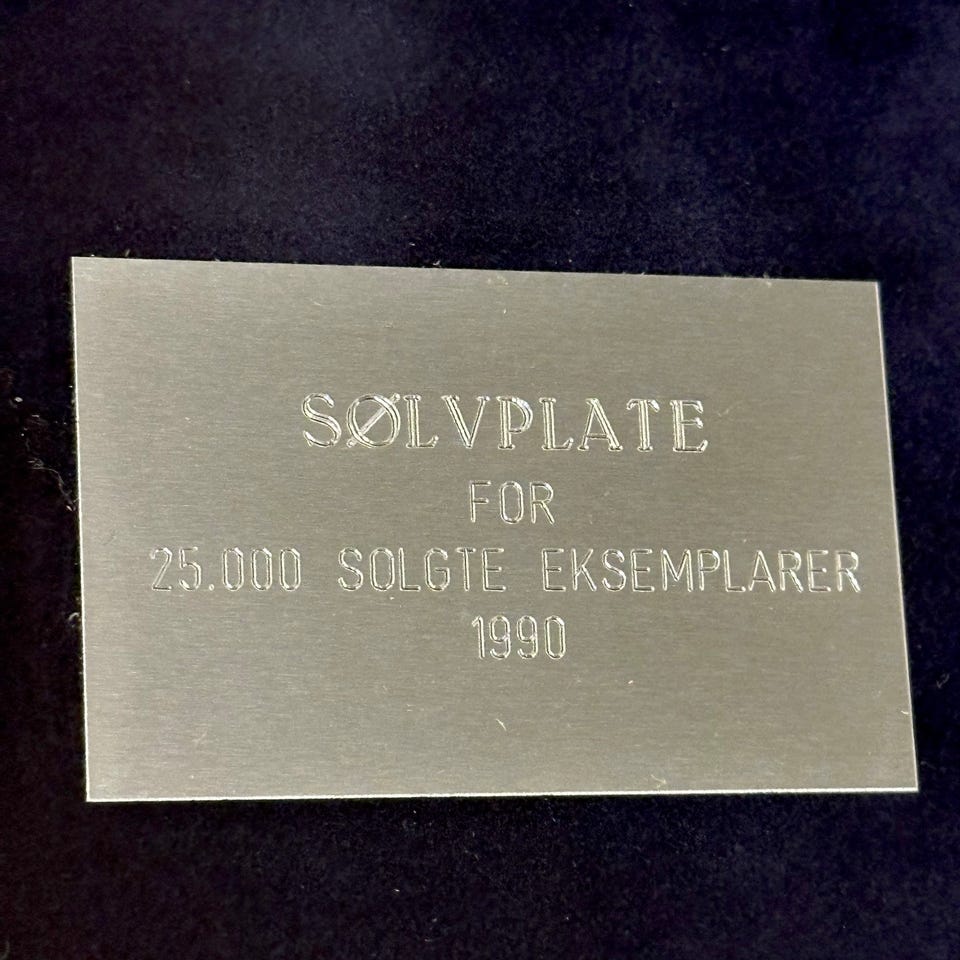 SØLVPLATE
FOR
25.000 SOLGTE EKSEMPLARER
1990